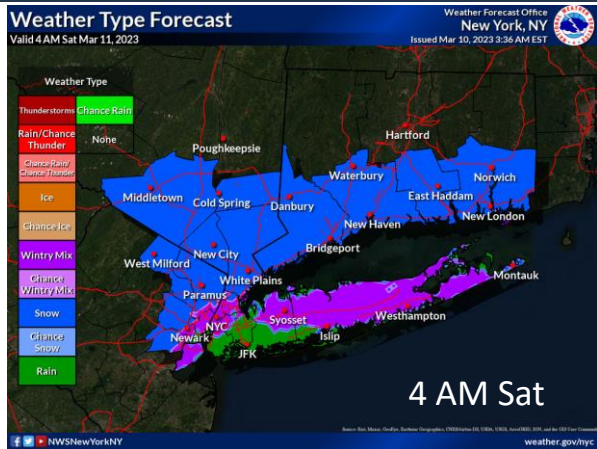 Weather Type Forecast
Valid 4 AM Sat Mar 11, 2023
Weather Forecast Office
New York, NY
Issued Mar 10, 2023 3:36 AM EST
Weather Type
Thunderstorms
Chance Rain
Rain/Chance
Thunder
None
Chance Rain/
Chance Thunder
Ice
Chance Ice
Wintry Mix
Chance
Wintry Mix
Snow
Chance
Snow
Rain
Hartford
Poughkeepsie
Waterbury
Norwich
Middletown
Cold Spring
Danbury
East Haddam
New London
New Haven
Bridgeport
New City
West Milford
White Plains
Montauk
Paramus
NYC
Syosset
Westhampton
Newark
Islip
JFK
4 AM Sat
NWSNewYorkNY
weather.gov/nyc